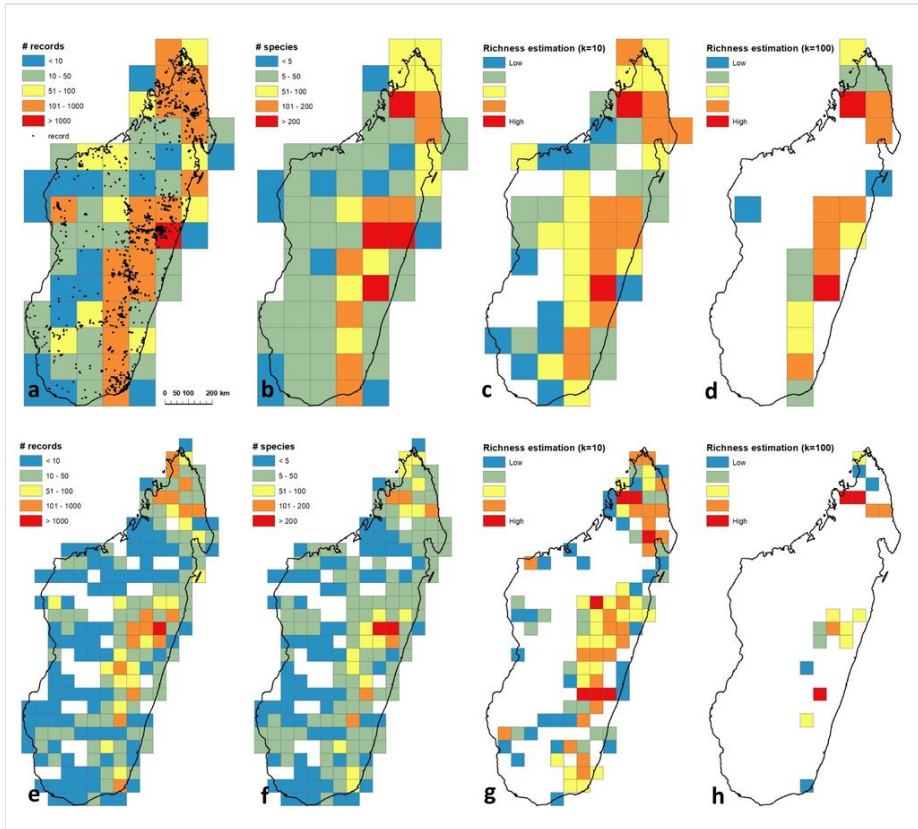 # records
< 10
10 - 50
51 - 100
101 - 1000
> 1000
record
a
0 50 100 200 km
# species
< 5
5 - 50
51- 100
101 - 200
> 200
b
Richness estimation (k=10)
Low
High
c
Richness estimation (k=100)
Low
High
d
# records
< 10
10 - 50
51 - 100
101 - 1000
> 1000
e
# species
< 5
5 - 50
51 - 100
101 - 200
> 200
f
Richness estimation (k=10)
Low
High
g
Richness estimation (k=100)
Low
High
h